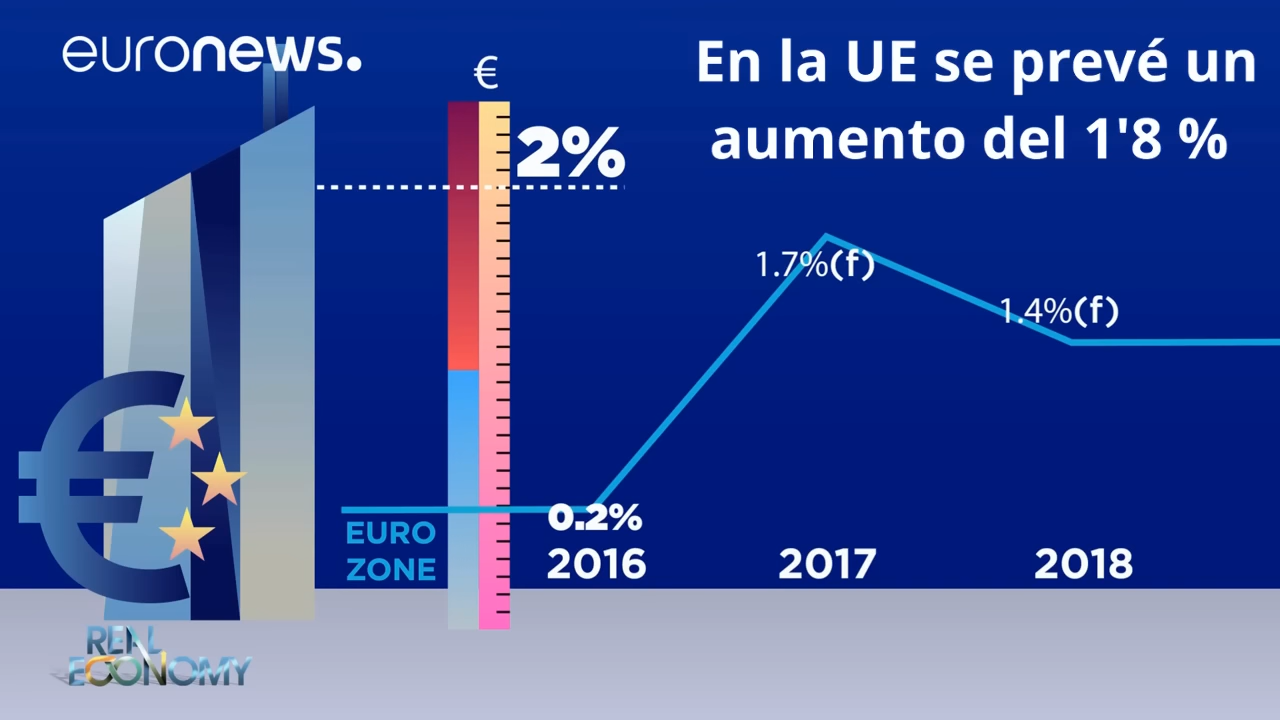 euronews.
En la UE se prevé un
aumento del 1'8 %
€
2%
1.7%(f)
1.4%(f)
0.2%
EURO
ZONE
2016
2017
2018
€
REAL
ECONOMY